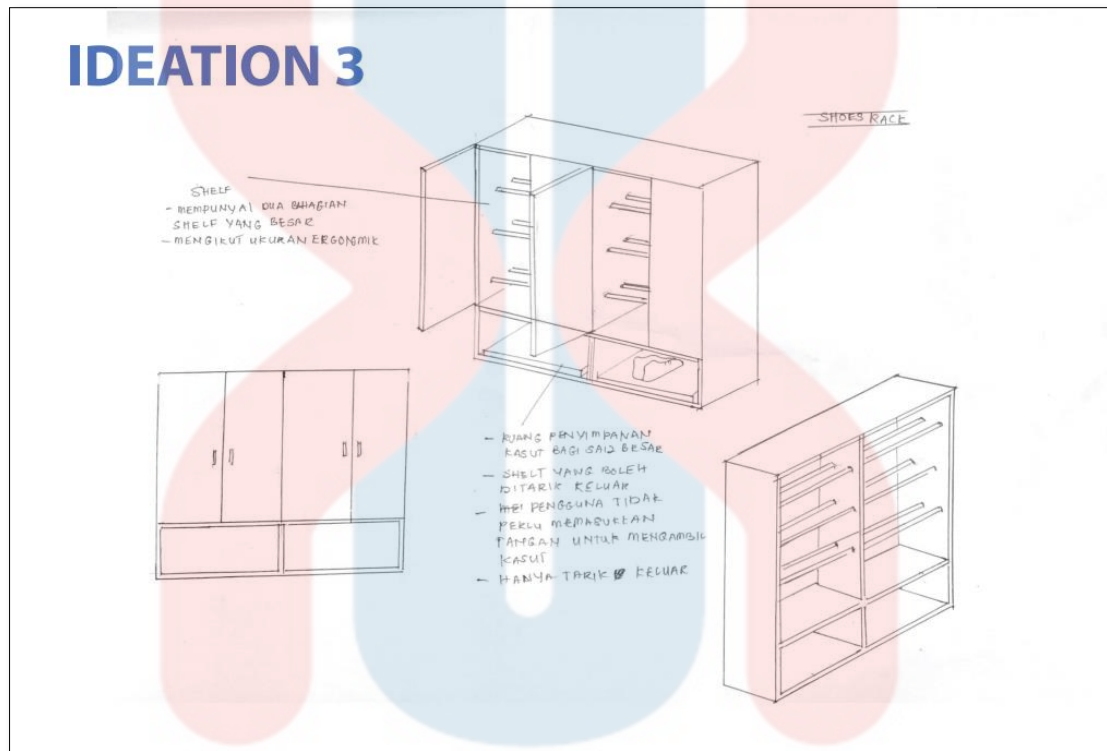 IDEATION 3
SHOES RACK
SHELF
- MEMPUNYAI DUA BAHAGIAN
SHELF YANG BESAR
- MENGIKUT UKURAN ERGONOMIK
- RUANG PENYIMPANAN
KASUT BAGI SAIZ BESAR
- SHELT YANG BOLEH
DITARIK KELUAR
- PENGGUNA TIDAK
PERLU MEMASUKKAN
TANGAN UNTUK MENGAMBIL
KASUT
- HANYA TARIK KELUAR